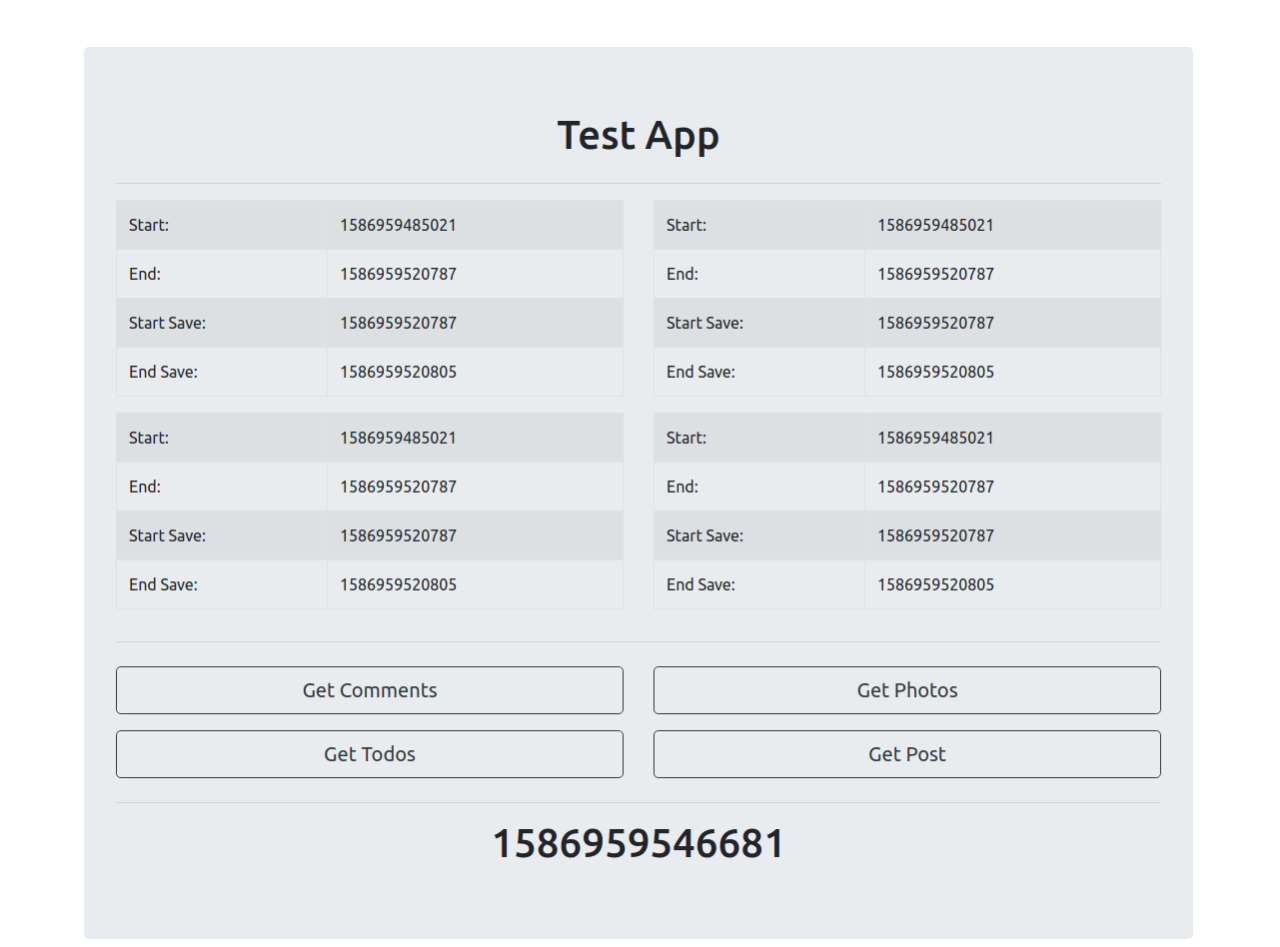 Test App
Start: 1586959485021 Start: 1586959485021
End: 1586959520787 End: 1586959520787
Start Save: 1586959520787 Start Save: 1586959520787
End Save: 1586959520805 End Save: 1586959520805
Start: 1586959485021 Start: 1586959485021
End: 1586959520787 End: 1586959520787
Start Save: 1586959520787 Start Save: 1586959520787
End Save: 1586959520805 End Save: 1586959520805
Get Comments Get Photos
Get Todos Get Post
1586959546681